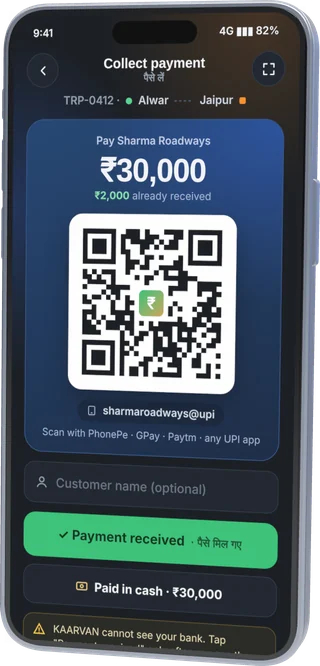 9:41
4G 82%
Collect payment
पैसे लें
TRP-0412 · Alwar ---- Jaipur
Pay Sharma Roadways
₹30,000
₹2,000 already received
₹
sharmaroadways@upi
Scan with PhonePe · GPay · Paytm · any UPI app
Customer name (optional)
✓ Payment received · पैसे मिल गए
Paid in cash · ₹30,000
KAARVAN cannot see your bank. Tap